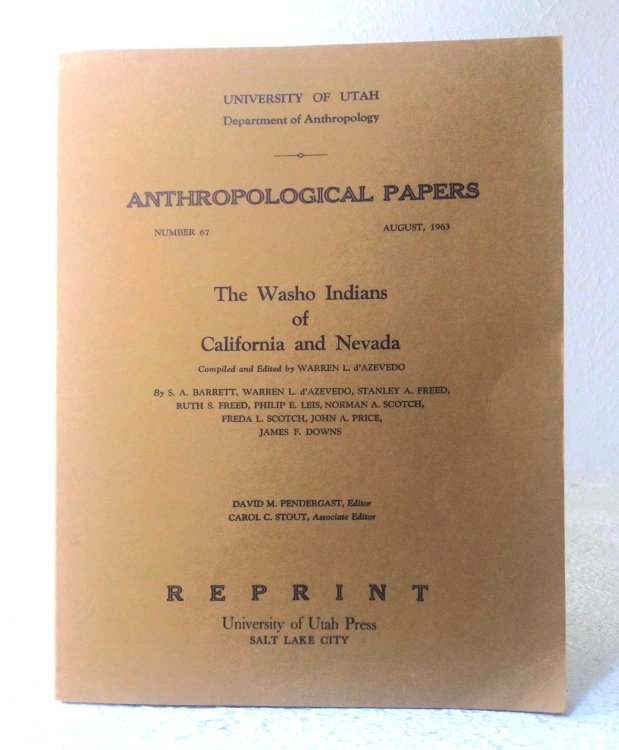 UNIVERSITY OF UTAH
Department of Anthropology
ANTHROPOLOGICAL PAPERS
NUMBER 67 AUGUST, 1963
The Washo Indians
of
California and Nevada
Compiled and Edited by WARREN L. d'AZEVEDO
By S. A. BARRETT, WARREN L. d'AZEVEDO, STANLEY A. FREED,
RUTH S. FREED, PHILIP E. LEIS, NORMAN A. SCOTCH,
FREDA L. SCOTCH, JOHN A. PRICE,
JAMES F. DOWNS
DAVID M. PENDERGAST, Editor
CAROL C. STOUT, Associate Editor
REPRINT
University of Utah Press
SALT LAKE CITY